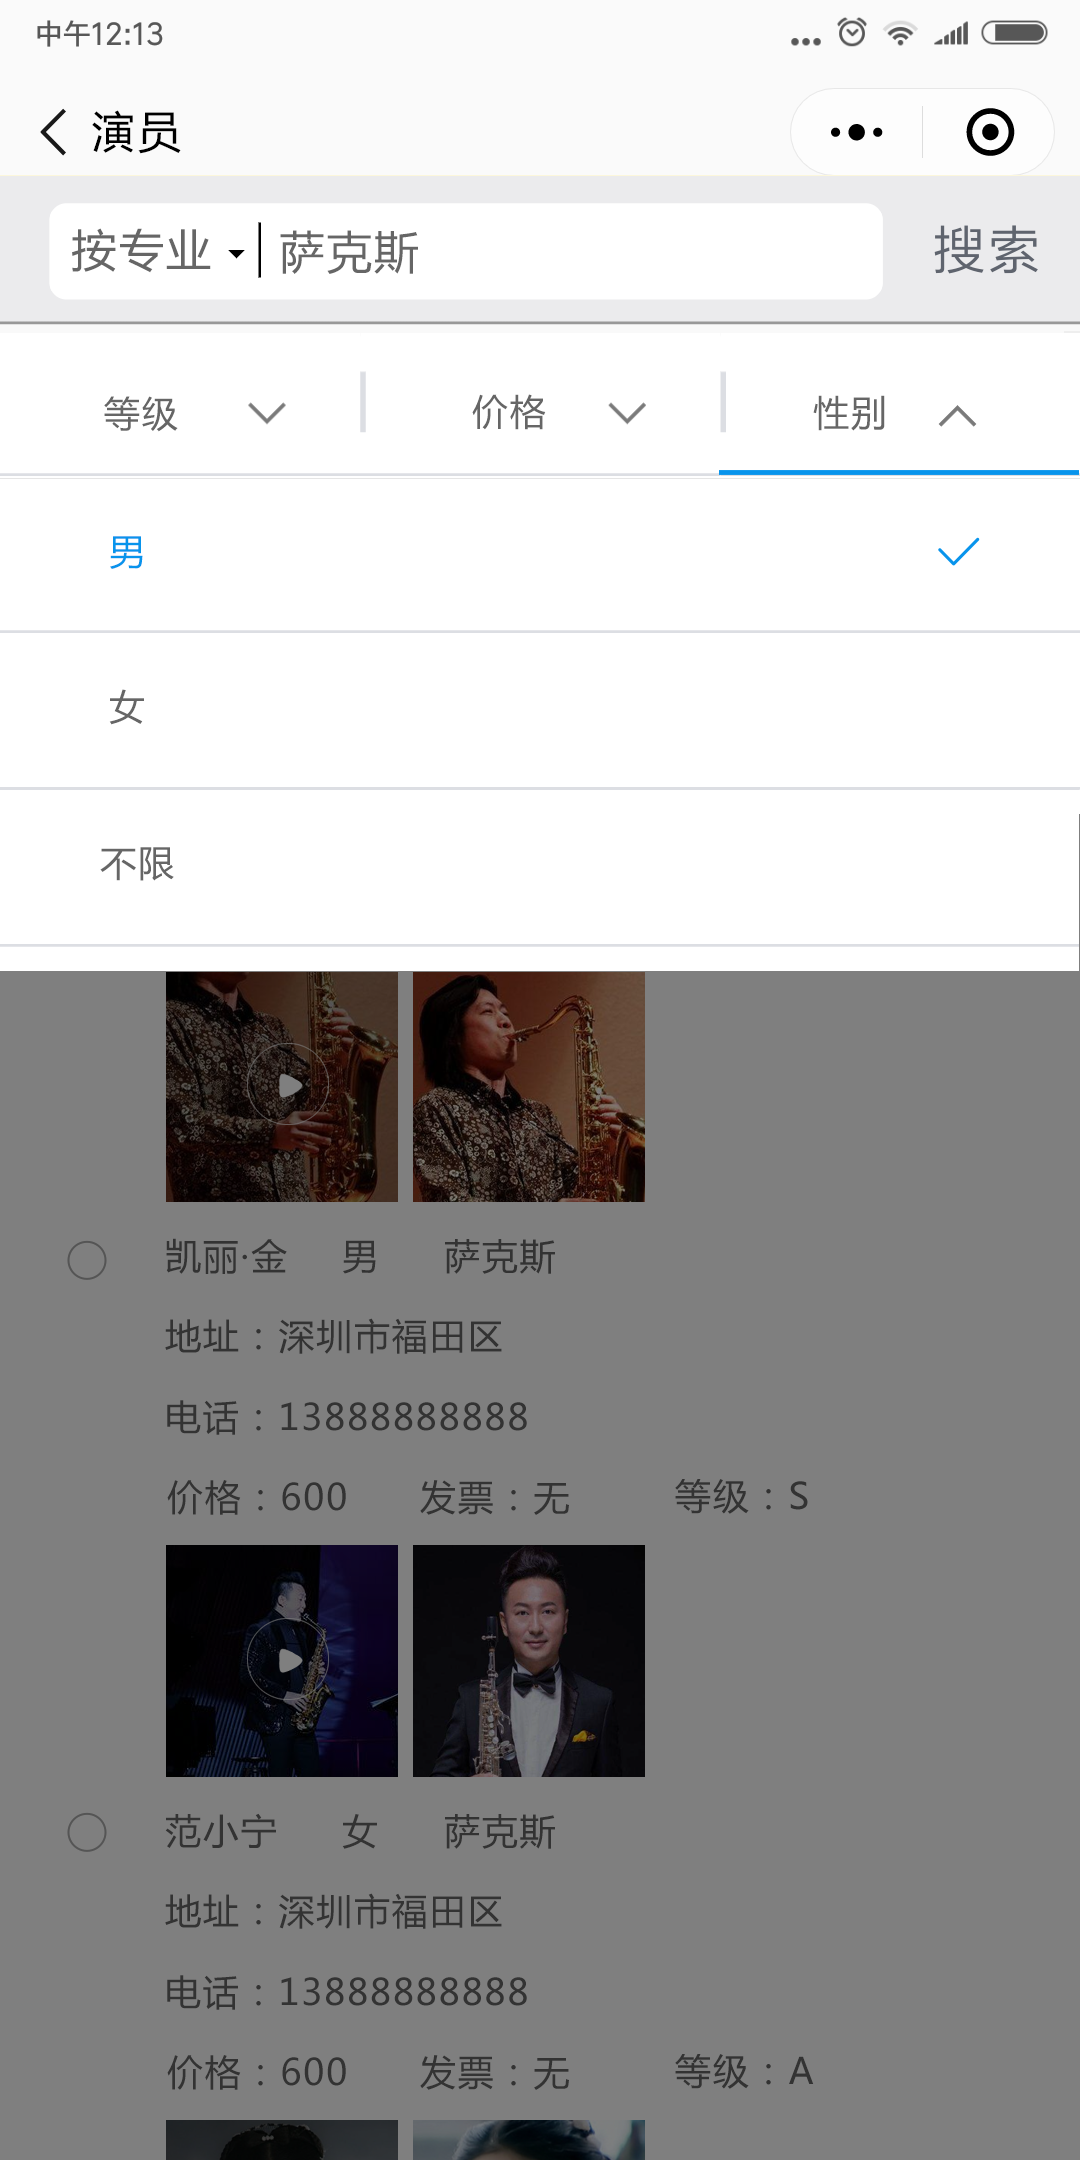 中午12:13
演员
按专业 萨克斯 搜索
等级 价格 性别
男
女
不限
凯丽·金 男 萨克斯
地址：深圳市福田区
电话：13888888888
价格：600 发票：无 等级：S
范小宁 女 萨克斯
地址：深圳市福田区
电话：13888888888
价格：600 发票：无 等级：A